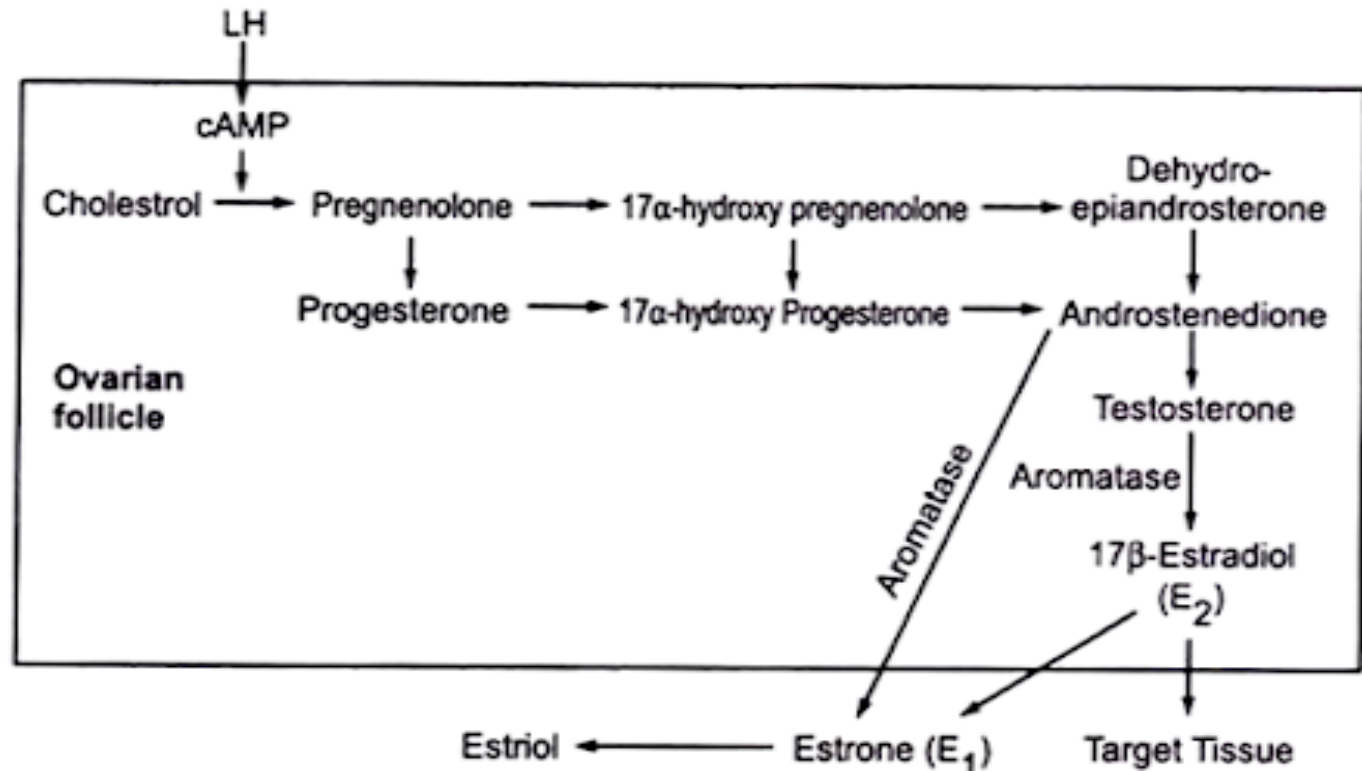 LH
cAMP
Dehydro-
Cholestrol Pregnenolone 17α-hydroxy pregnenolone epiandrosterone
Progesterone 17α-hydroxy Progesterone Androstenedione
Ovarian
follicle
Testosterone
Aromatase
Aromatase
17β-Estradiol
(E2)
Estriol Estrone (E1) Target Tissue